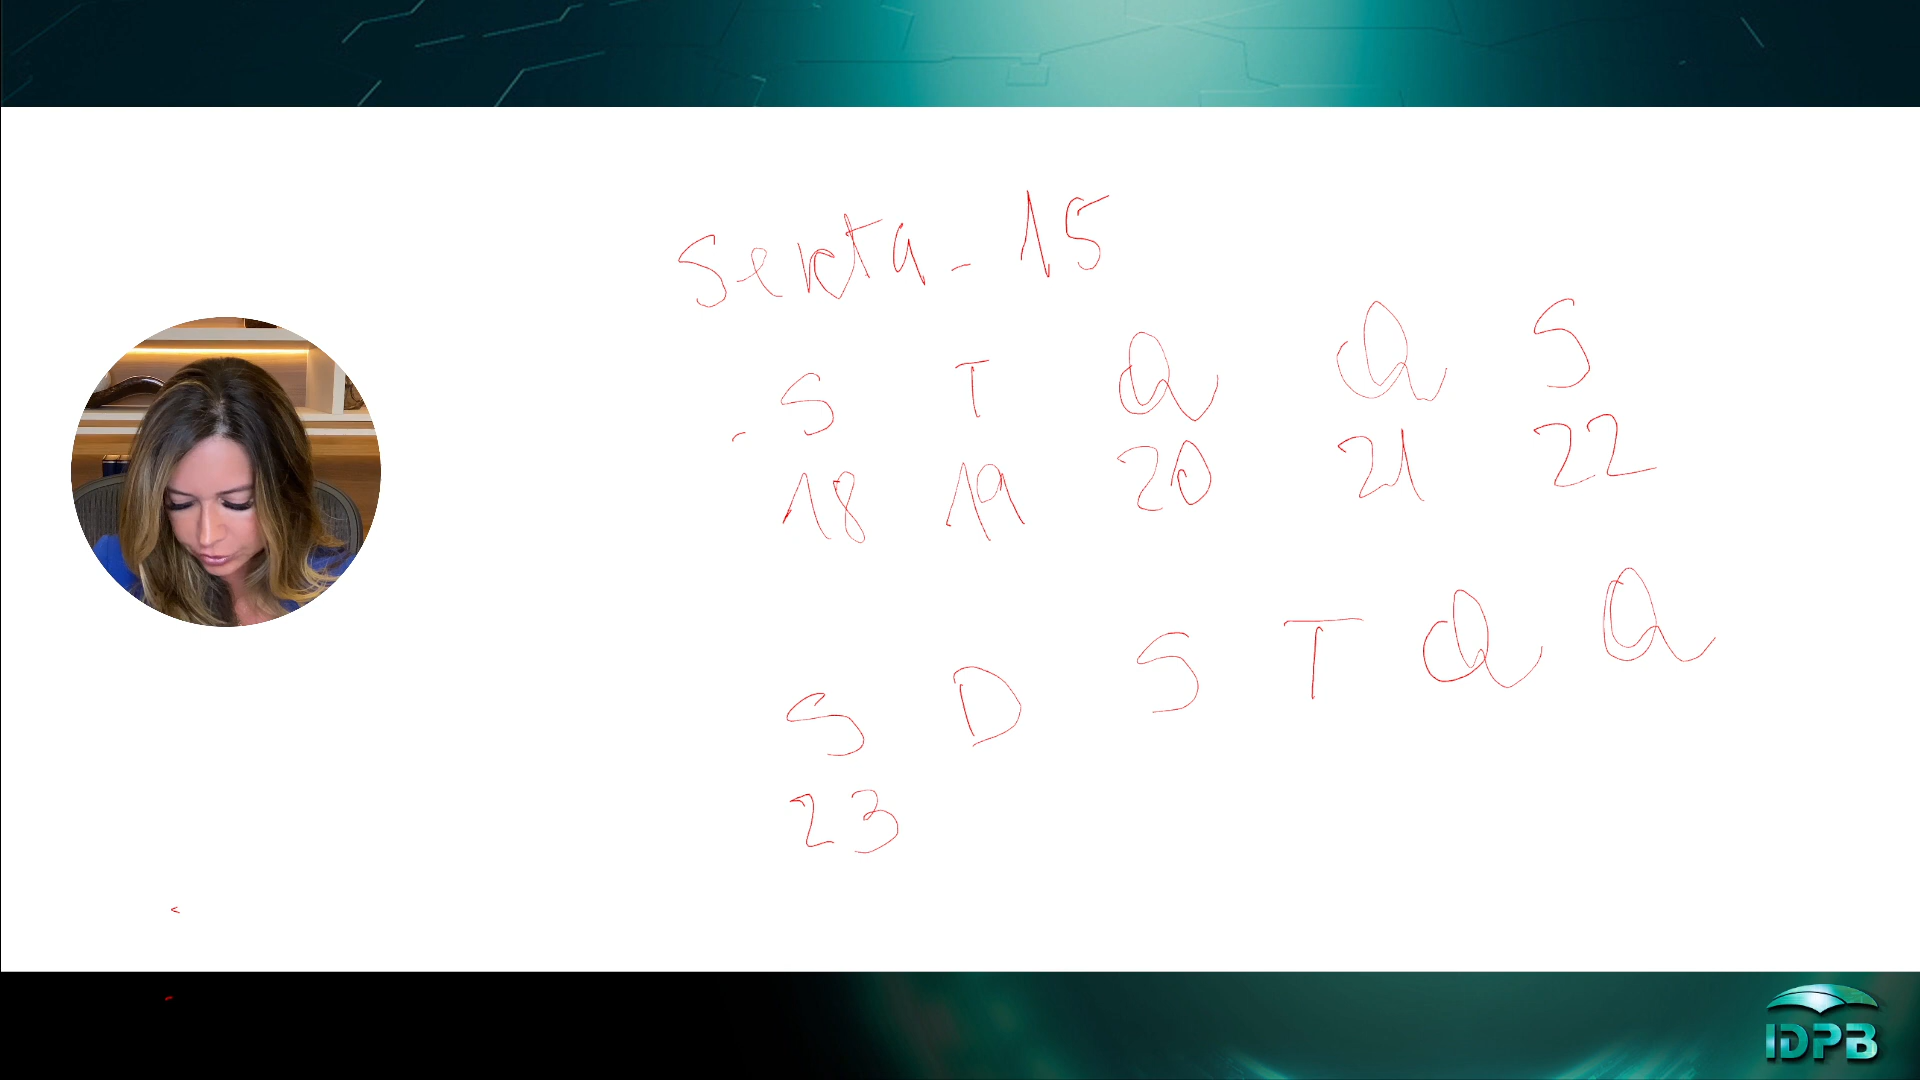 Sexta - 15
S T Q Q S
18 19 20 21 22
S D S T Q Q
23
IDPB